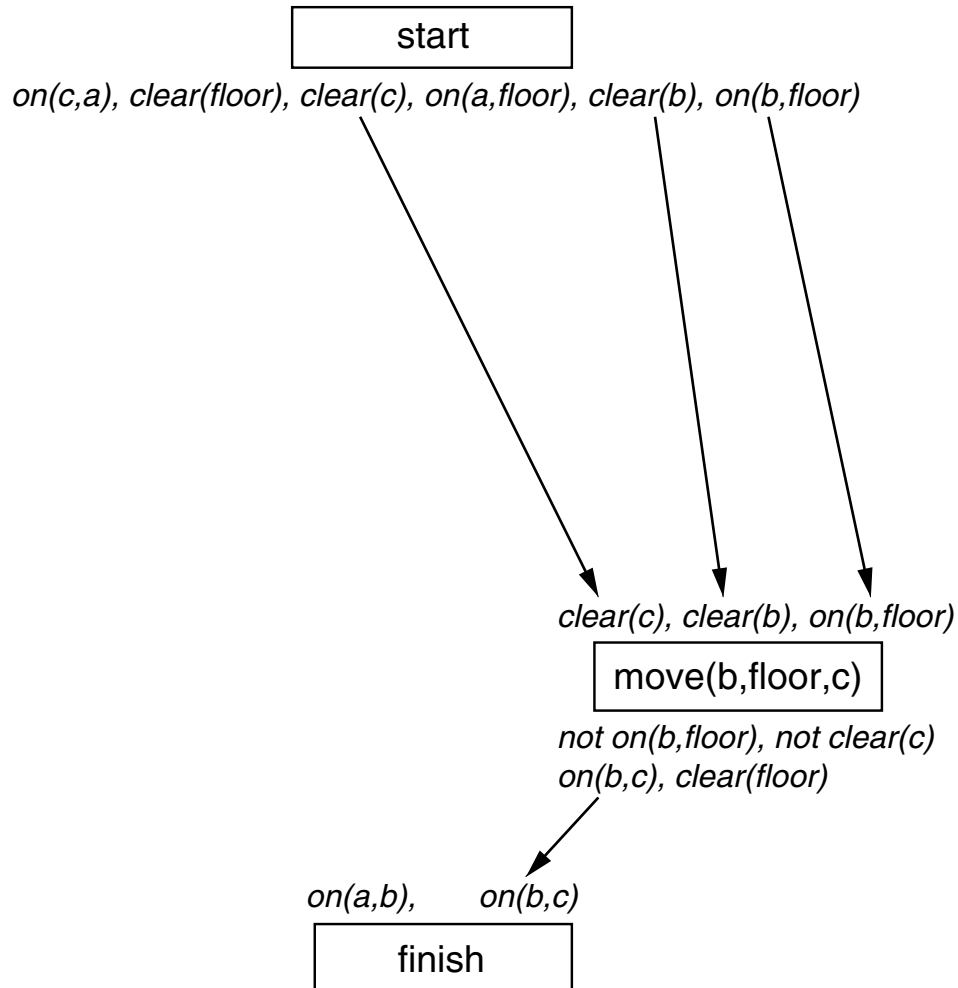 start
on(c,a), clear(floor), clear(c), on(a,floor), clear(b), on(b,floor)
clear(c), clear(b), on(b,floor)
move(b,floor,c)
not on(b,floor), not clear(c)
on(b,c), clear(floor)
on(a,b), on(b,c)
finish